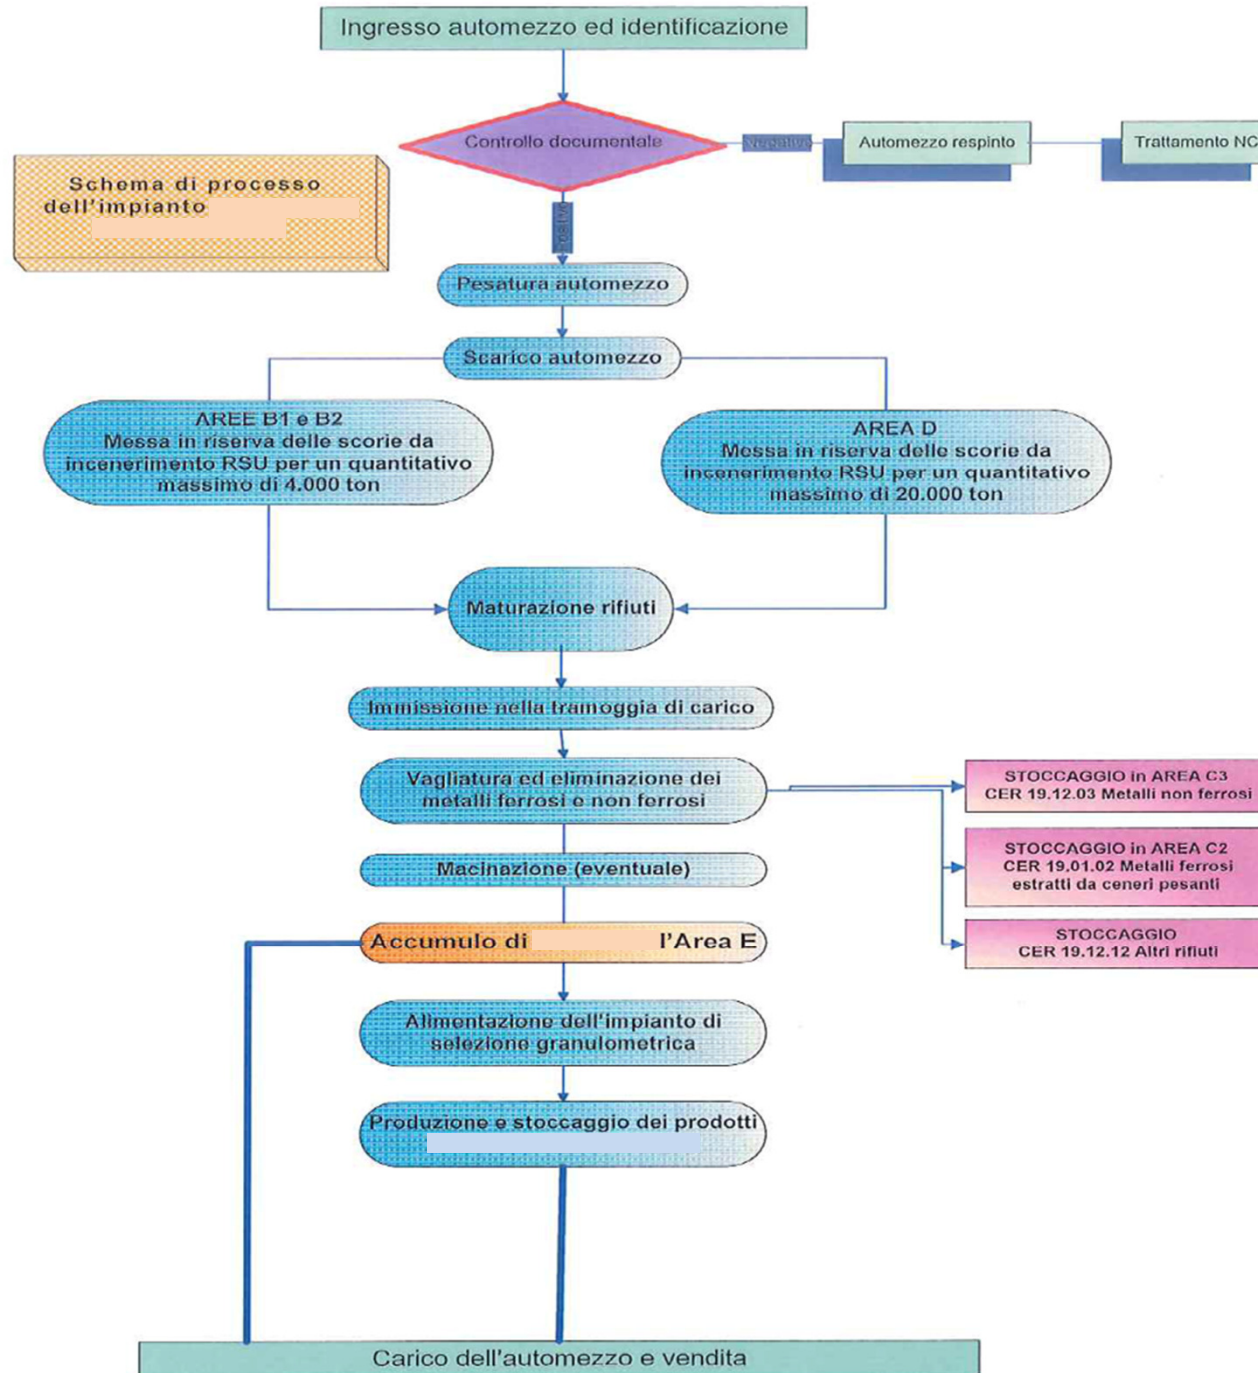 Ingresso automezzo ed identificazione
Controllo documentale
Negativo
Automezzo respinto
Trattamento NC
Schema di processo
dell'impianto
Pesatura automezzo
Scarico automezzo
AREE B1 e B2
Messa in riserva delle scorie da
incenerimento RSU per un quantitativo
massimo di 4.000 ton
AREA D
Messa in riserva delle scorie da
incenerimento RSU per un quantitativo
massimo di 20.000 ton
Maturazione rifiuti
Immissione nella tramoggia di carico
Vagliatura ed eliminazione dei
metalli ferrosi e non ferrosi
STOCCAGGIO in AREA C3
CER 19.12.03 Metalli non ferrosi
STOCCAGGIO in AREA C2
CER 19.01.02 Metalli ferrosi
estratti da ceneri pesanti
STOCCAGGIO
CER 19.12.12 Altri rifiuti
Macinazione (eventuale)
Accumulo di l'Area E
Alimentazione dell'impianto di
selezione granulometrica
Produzione e stoccaggio dei prodotti
Carico dell'automezzo e vendita